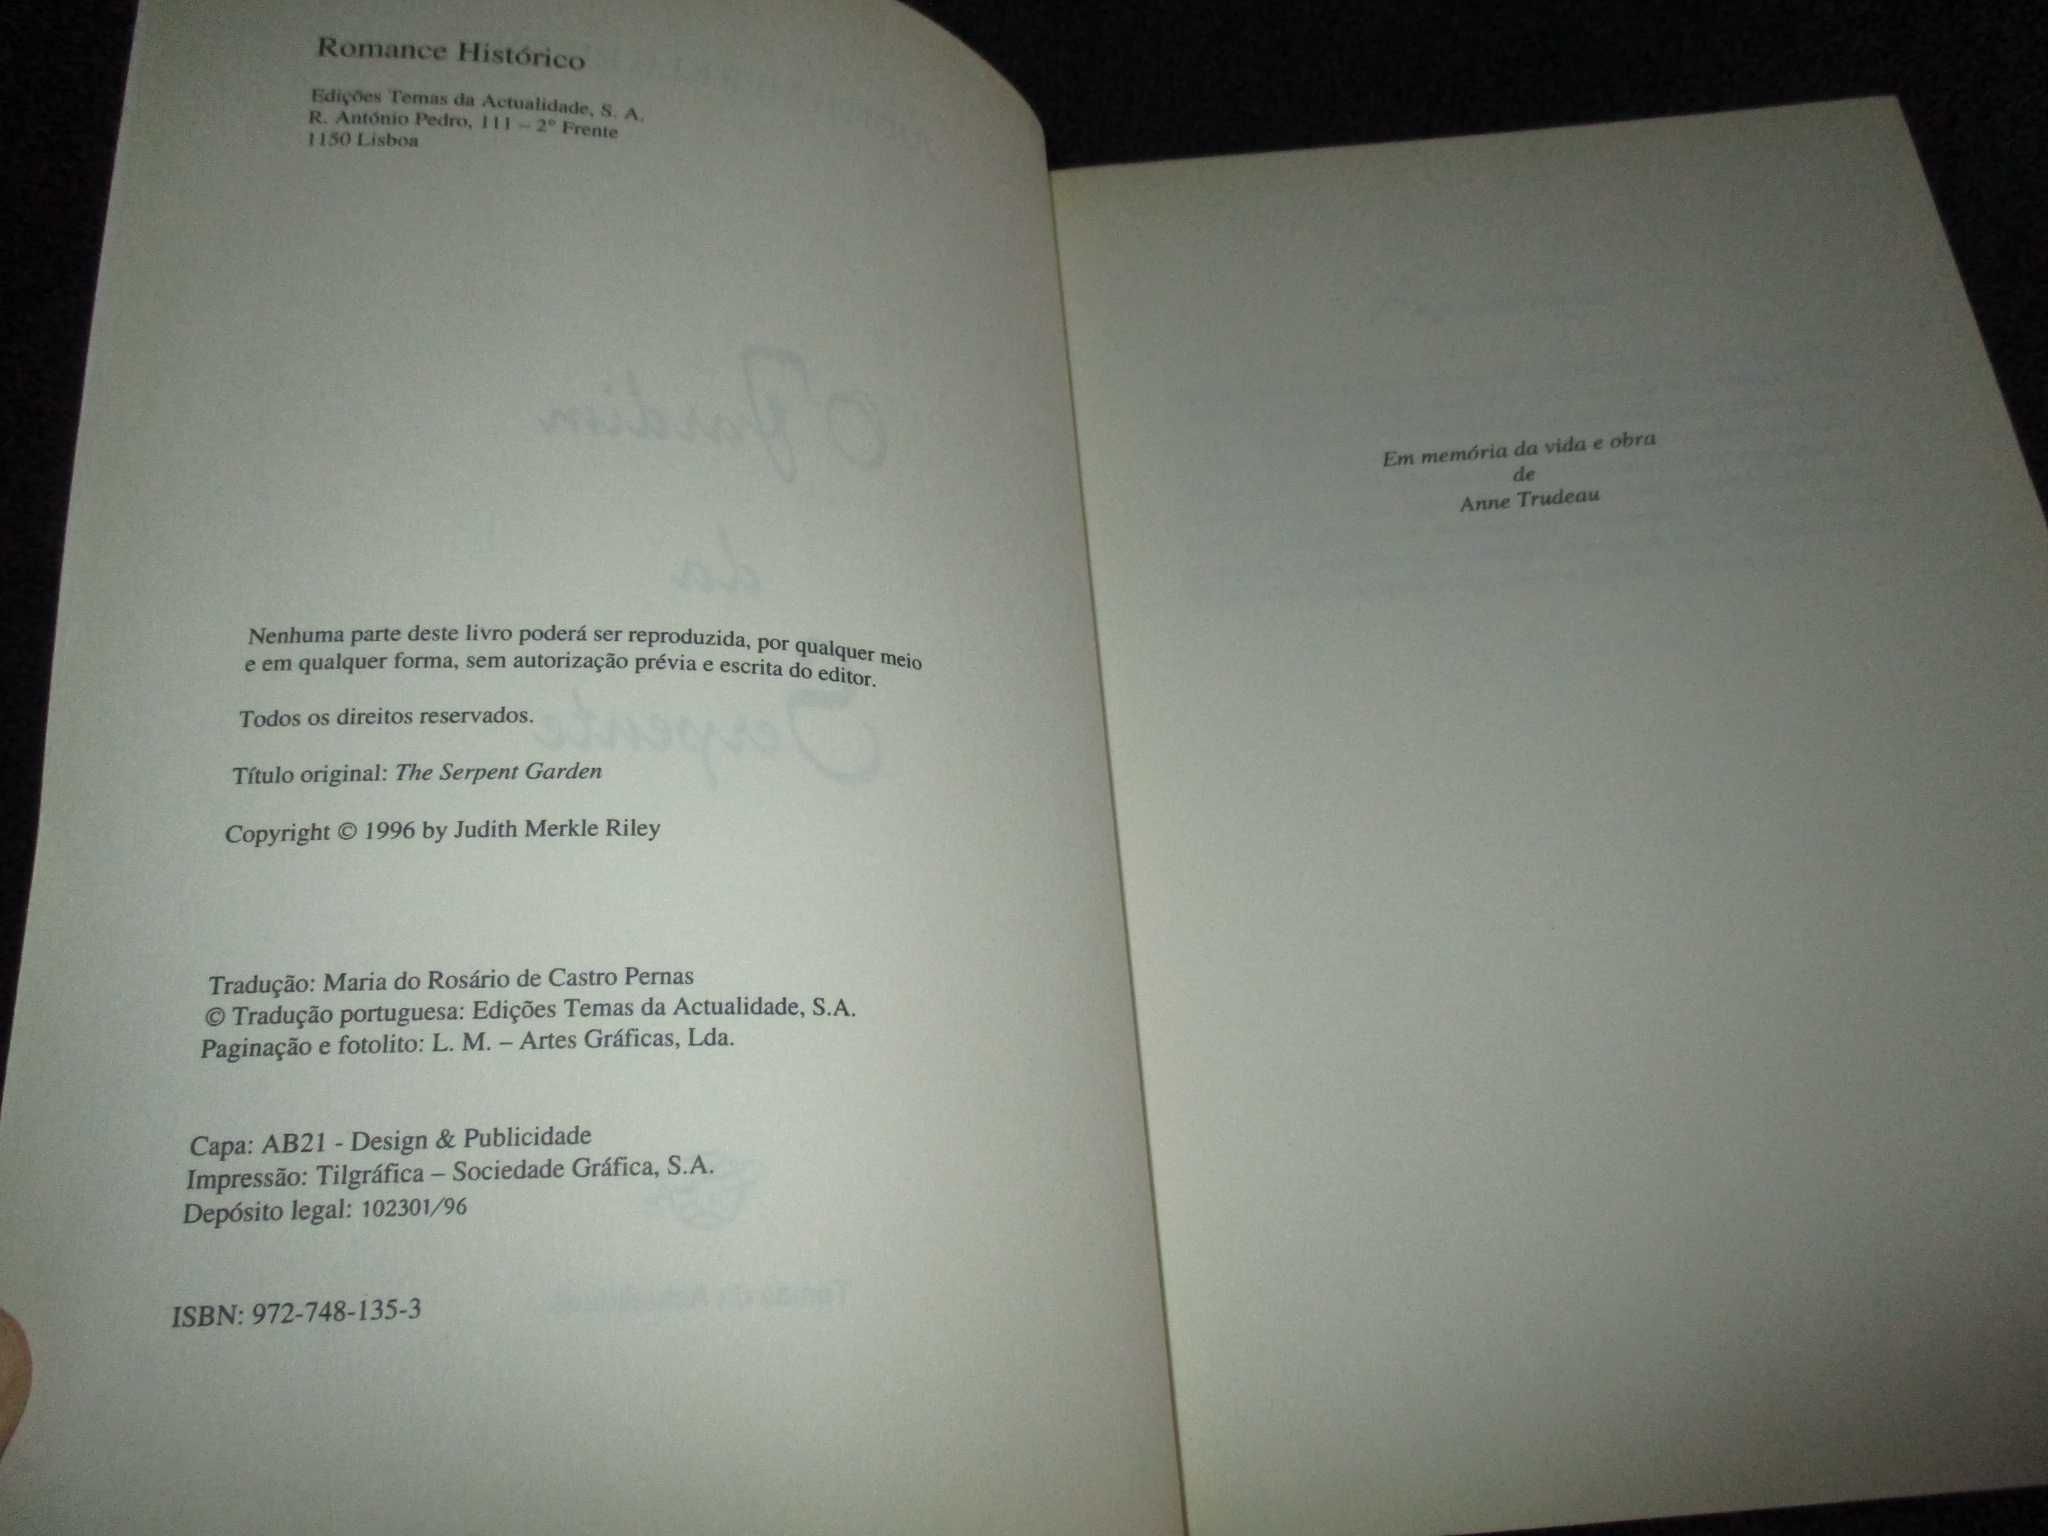 Romance Histórico
Edições Temas da Actualidade, S. A.
R. António Pedro, 111 – 2º Frente
1150 Lisboa
O Jardim
da
Serpente
Nenhuma parte deste livro poderá ser reproduzida, por qualquer meio
e em qualquer forma, sem autorização prévia e escrita do editor.
Todos os direitos reservados.
Título original: The Serpent Garden
Copyright © 1996 by Judith Merkle Riley
Tradução: Maria do Rosário de Castro Pernas
© Tradução portuguesa: Edições Temas da Actualidade, S.A.
Paginação e fotolito: L. M. – Artes Gráficas, Lda.
Capa: AB21 - Design & Publicidade
Impressão: Tilgráfica – Sociedade Gráfica, S.A.
Depósito legal: 102301/96
ISBN: 972-748-135-3
Em memória da vida e obra
de
Anne Trudeau